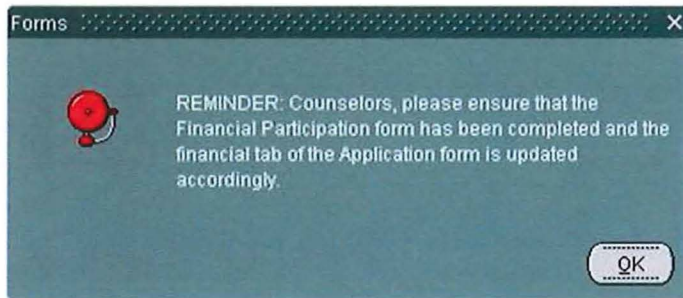 Forms
REMINDER: Counselors, please ensure that the
Financial Participation form has been completed and the
financial tab of the Application form is updated
accordingly.
OK